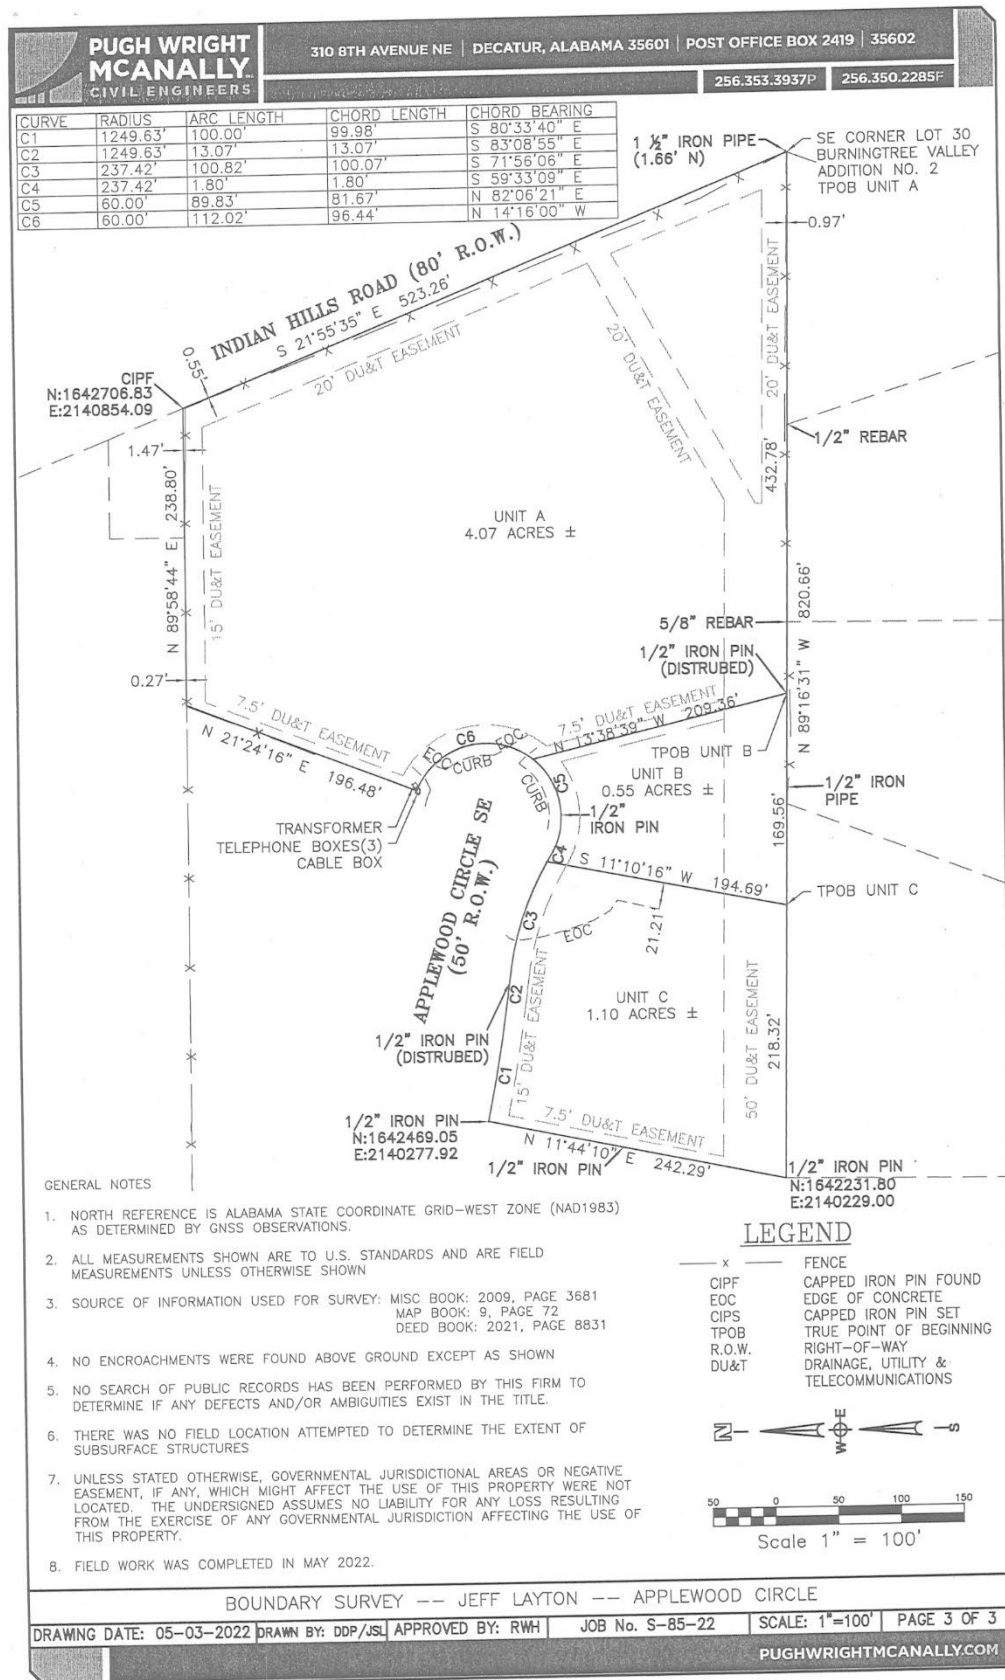 PUGH WRIGHT
MCANALLY
CIVIL ENGINEERS
310 8TH AVENUE NE | DECATUR, ALABAMA 35601 | POST OFFICE BOX 2419 | 35602
256.353.3937P
256.350.2285F
CURVE RADIUS ARC LENGTH CHORD LENGTH CHORD BEARING
C1 1249.63' 100.00' 99.98' S 80°33'40" E
C2 1249.63' 13.07' 13.07' S 83°08'55" E
C3 237.42' 100.82' 100.07' S 71°56'06" E
C4 237.42' 1.80' 1.80' S 59°33'09" E
C5 60.00' 89.83' 81.67' N 82°06'21" E
C6 60.00' 112.02' 96.44' N 14°16'00" W
1 ½" IRON PIPE
(1.66' N)
SE CORNER LOT 30
BURNINGTREE VALLEY
ADDITION NO. 2
TPOB UNIT A
0.97'
INDIAN HILLS ROAD (80' R.O.W.)
S 21°55'35" E 523.26'
20' DU&T EASEMENT
20' DU&T EASEMENT
20' DU&T EASEMENT
0.55'
CIPF
N:1642706.83
E:2140854.09
1.47'
N 89°58'44" E 238.80'
15' DU&T EASEMENT
0.27'
432.78'
1/2" REBAR
UNIT A
4.07 ACRES ±
N 89°16'31" W 820.66'
5/8" REBAR
1/2" IRON PIN
(DISTRUBED)
7.5' DU&T EASEMENT
N 21°24'16" E 196.48'
7.5' DU&T EASEMENT
N 13°38'39" W 209.36'
C6
EOC
EOC
CURB
CURB
C5
TPOB UNIT B
UNIT B
0.55 ACRES ±
1/2" IRON
PIPE
1/2"
IRON PIN
169.56'
TRANSFORMER
TELEPHONE BOXES(3)
CABLE BOX
APPLEWOOD CIRCLE SE
(50' R.O.W.)
C4
S 11°10'16" W 194.69'
TPOB UNIT C
C3
EOC
21.21'
C2
UNIT C
1.10 ACRES ±
1/2" IRON PIN
(DISTRUBED)
C1
15' DU&T EASEMENT
50' DU&T EASEMENT
218.32'
1/2" IRON PIN
N:1642469.05
E:2140277.92
7.5' DU&T EASEMENT
N 11°44'10" E 242.29'
1/2" IRON PIN
1/2" IRON PIN
N:1642231.80
E:2140229.00
GENERAL NOTES
1. NORTH REFERENCE IS ALABAMA STATE COORDINATE GRID-WEST ZONE (NAD1983)
AS DETERMINED BY GNSS OBSERVATIONS.
2. ALL MEASUREMENTS SHOWN ARE TO U.S. STANDARDS AND ARE FIELD
MEASUREMENTS UNLESS OTHERWISE SHOWN
3. SOURCE OF INFORMATION USED FOR SURVEY: MISC BOOK: 2009, PAGE 3681
MAP BOOK: 9, PAGE 72
DEED BOOK: 2021, PAGE 8831
4. NO ENCROACHMENTS WERE FOUND ABOVE GROUND EXCEPT AS SHOWN
5. NO SEARCH OF PUBLIC RECORDS HAS BEEN PERFORMED BY THIS FIRM TO
DETERMINE IF ANY DEFECTS AND/OR AMBIGUITIES EXIST IN THE TITLE.
6. THERE WAS NO FIELD LOCATION ATTEMPTED TO DETERMINE THE EXTENT OF
SUBSURFACE STRUCTURES
7. UNLESS STATED OTHERWISE, GOVERNMENTAL JURISDICTIONAL AREAS OR NEGATIVE
EASEMENT, IF ANY, WHICH MIGHT AFFECT THE USE OF THIS PROPERTY WERE NOT
LOCATED. THE UNDERSIGNED ASSUMES NO LIABILITY FOR ANY LOSS RESULTING
FROM THE EXERCISE OF ANY GOVERNMENTAL JURISDICTION AFFECTING THE USE OF
THIS PROPERTY.
8. FIELD WORK WAS COMPLETED IN MAY 2022.
LEGEND
x FENCE
CIPF CAPPED IRON PIN FOUND
EOC EDGE OF CONCRETE
CIPS CAPPED IRON PIN SET
TPOB TRUE POINT OF BEGINNING
R.O.W. RIGHT-OF-WAY
DU&T DRAINAGE, UTILITY &
TELECOMMUNICATIONS
N E W S
50 0 50 100 150
Scale 1" = 100'
BOUNDARY SURVEY -- JEFF LAYTON -- APPLEWOOD CIRCLE
DRAWING DATE: 05-03-2022 DRAWN BY: DDP/JSL APPROVED BY: RWH JOB No. S-85-22 SCALE: 1"=100' PAGE 3 OF 3
PUGHWRIGHTMCANALLY.COM